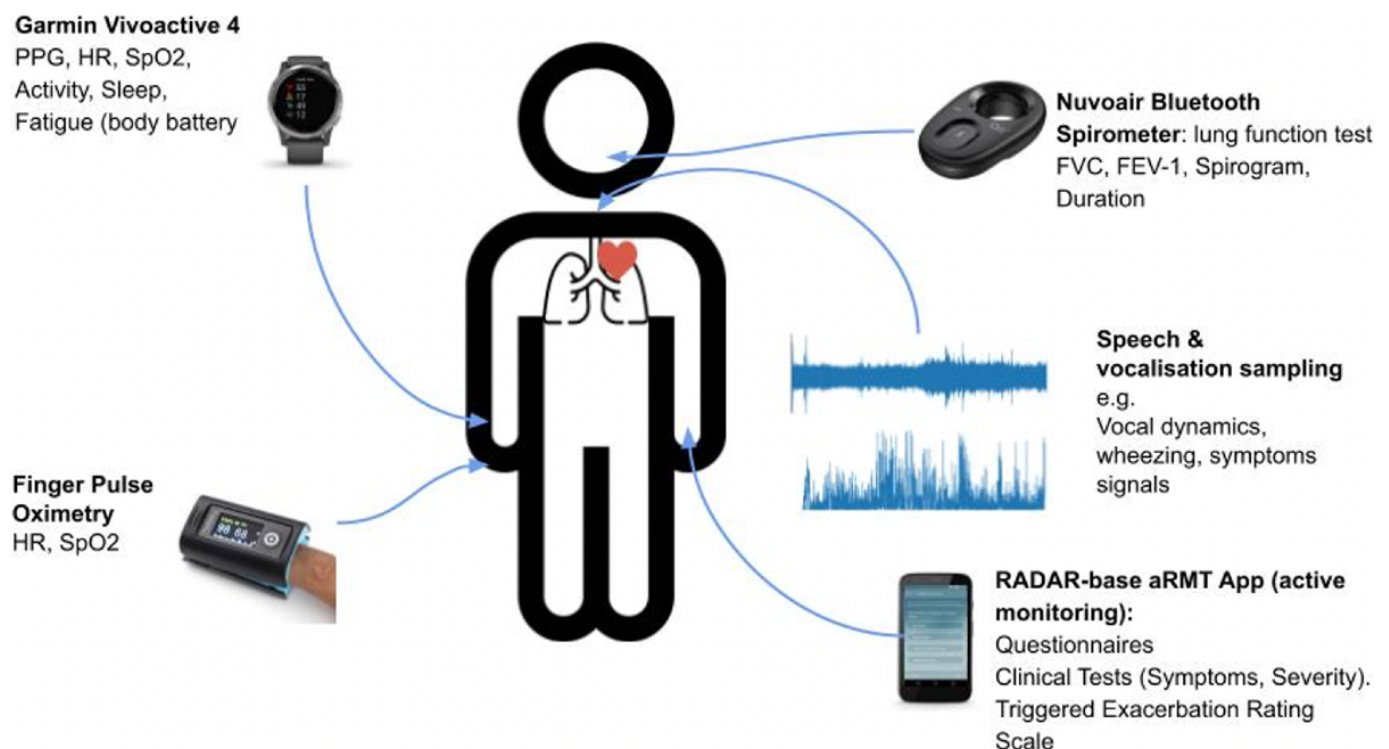 Garmin Vivoactive 4
PPG, HR, SpO2,
Activity, Sleep,
Fatigue (body battery
Nuvoair Bluetooth
Spirometer: lung function test
FVC, FEV-1, Spirogram,
Duration
Speech &
vocalisation sampling
e.g.
Vocal dynamics,
wheezing, symptoms
signals
Finger Pulse
Oximetry
HR, SpO2
98 68
RADAR-base aRMT App (active
monitoring):
Questionnaires
Clinical Tests (Symptoms, Severity).
Triggered Exacerbation Rating
Scale